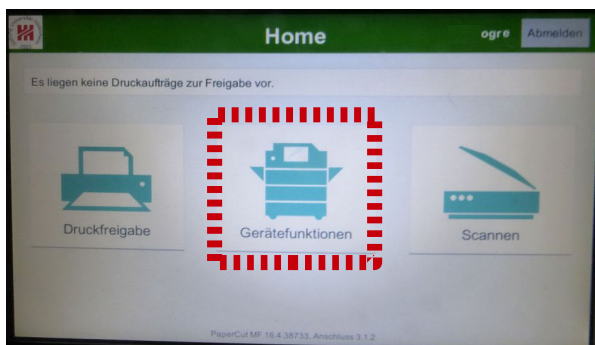 Home
ogre
Abmelden
Es liegen keine Druckaufträge zur Freigabe vor.
Druckfreigabe
Gerätefunktionen
Scannen
PaperCut MF 16.4.38733, Anschluss 3.1.2